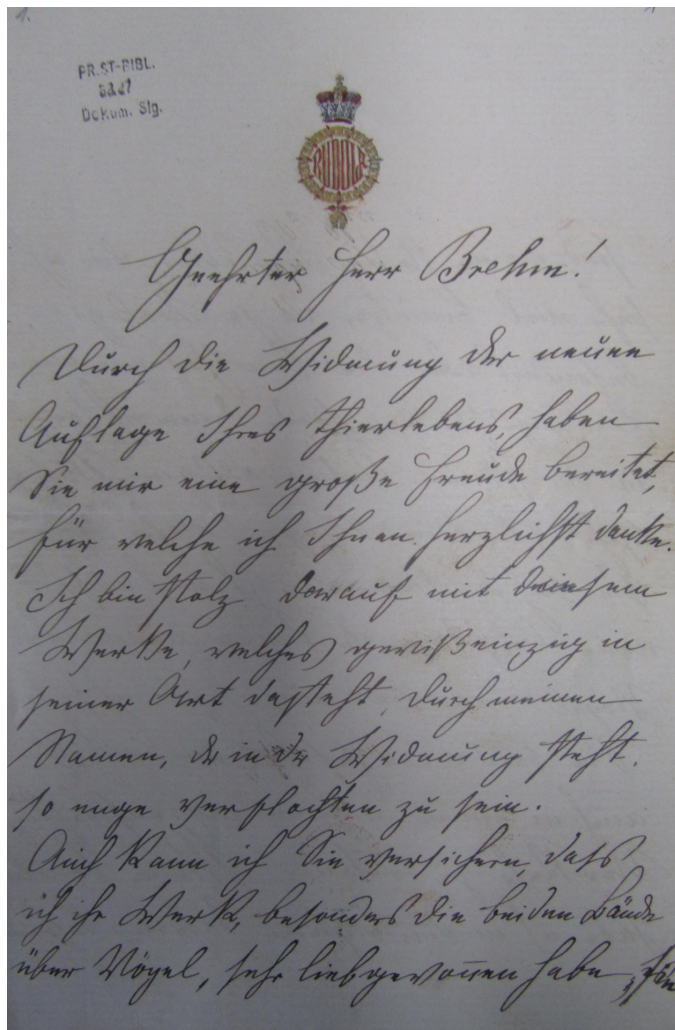 1.
PR.ST-BIBL.
Dokum. Slg.
RUDOLF
Geehrter Herr Brehm!
Durch die Widmung der neuen
Auflage Ihres Thierlebens, haben
Sie mir eine große Freude bereitet,
für welche ich Ihnen herzlichst danke.
Ich bin stolz darauf mit diesem
Werke, welches gewiß einzig in
seiner Art dasteht, durch meinen
Namen, der in der Widmung steht,
so enge verflochten zu sein.
Auch kann ich Sie versichern, dass
ich ihr Werk, besonders die beiden Bände
über Vögel, sehr liebgewonnen habe,